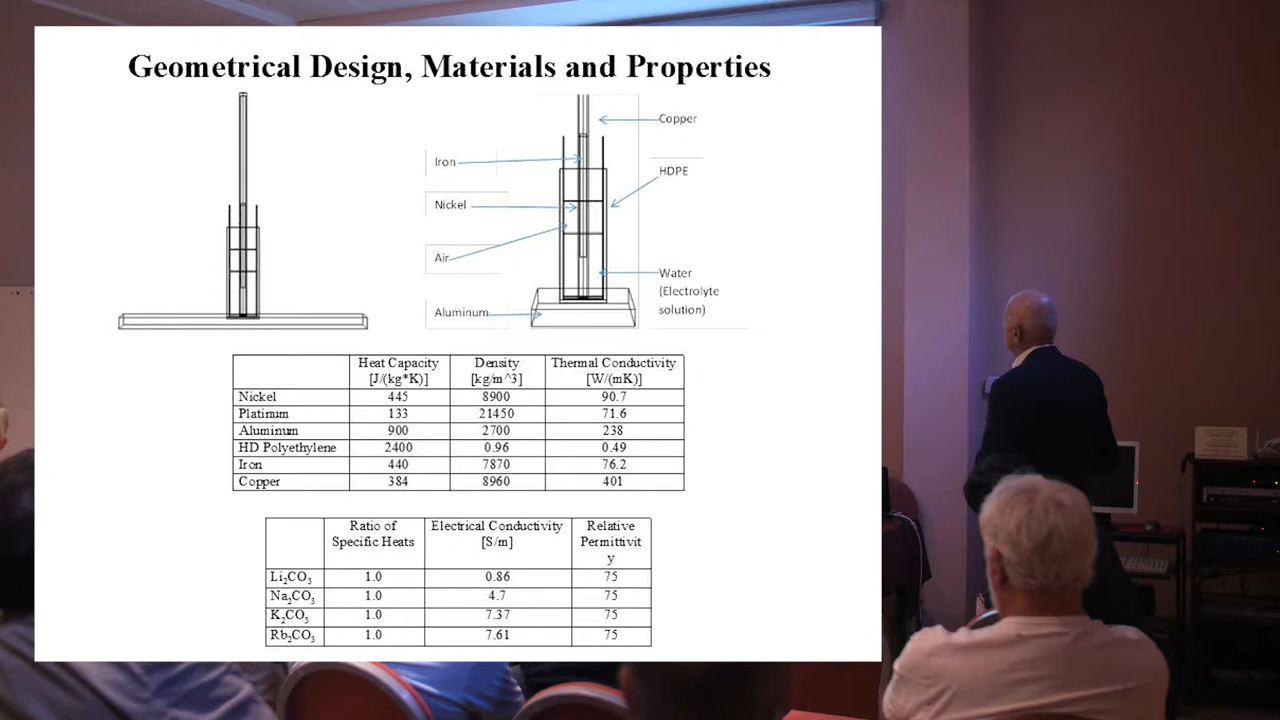 Geometrical Design, Materials and Properties
Copper
Iron
HDPE
Nickel
Air
Water
(Electrolyte
solution)
Aluminum
Heat Capacity Density Thermal Conductivity
[J/(kg*K)] [kg/m^3] [W/(mK)]
Nickel 445 8900 90.7
Platinum 133 21450 71.6
Aluminum 900 2700 238
HD Polyethylene 2400 0.96 0.49
Iron 440 7870 76.2
Copper 384 8960 401
Ratio of Electrical Conductivity Relative
Specific Heats [S/m] Permittivit
y
Li₂CO₃ 1.0 0.86 75
Na₂CO₃ 1.0 4.7 75
K₂CO₃ 1.0 7.37 75
Rb₂CO₃ 1.0 7.61 75